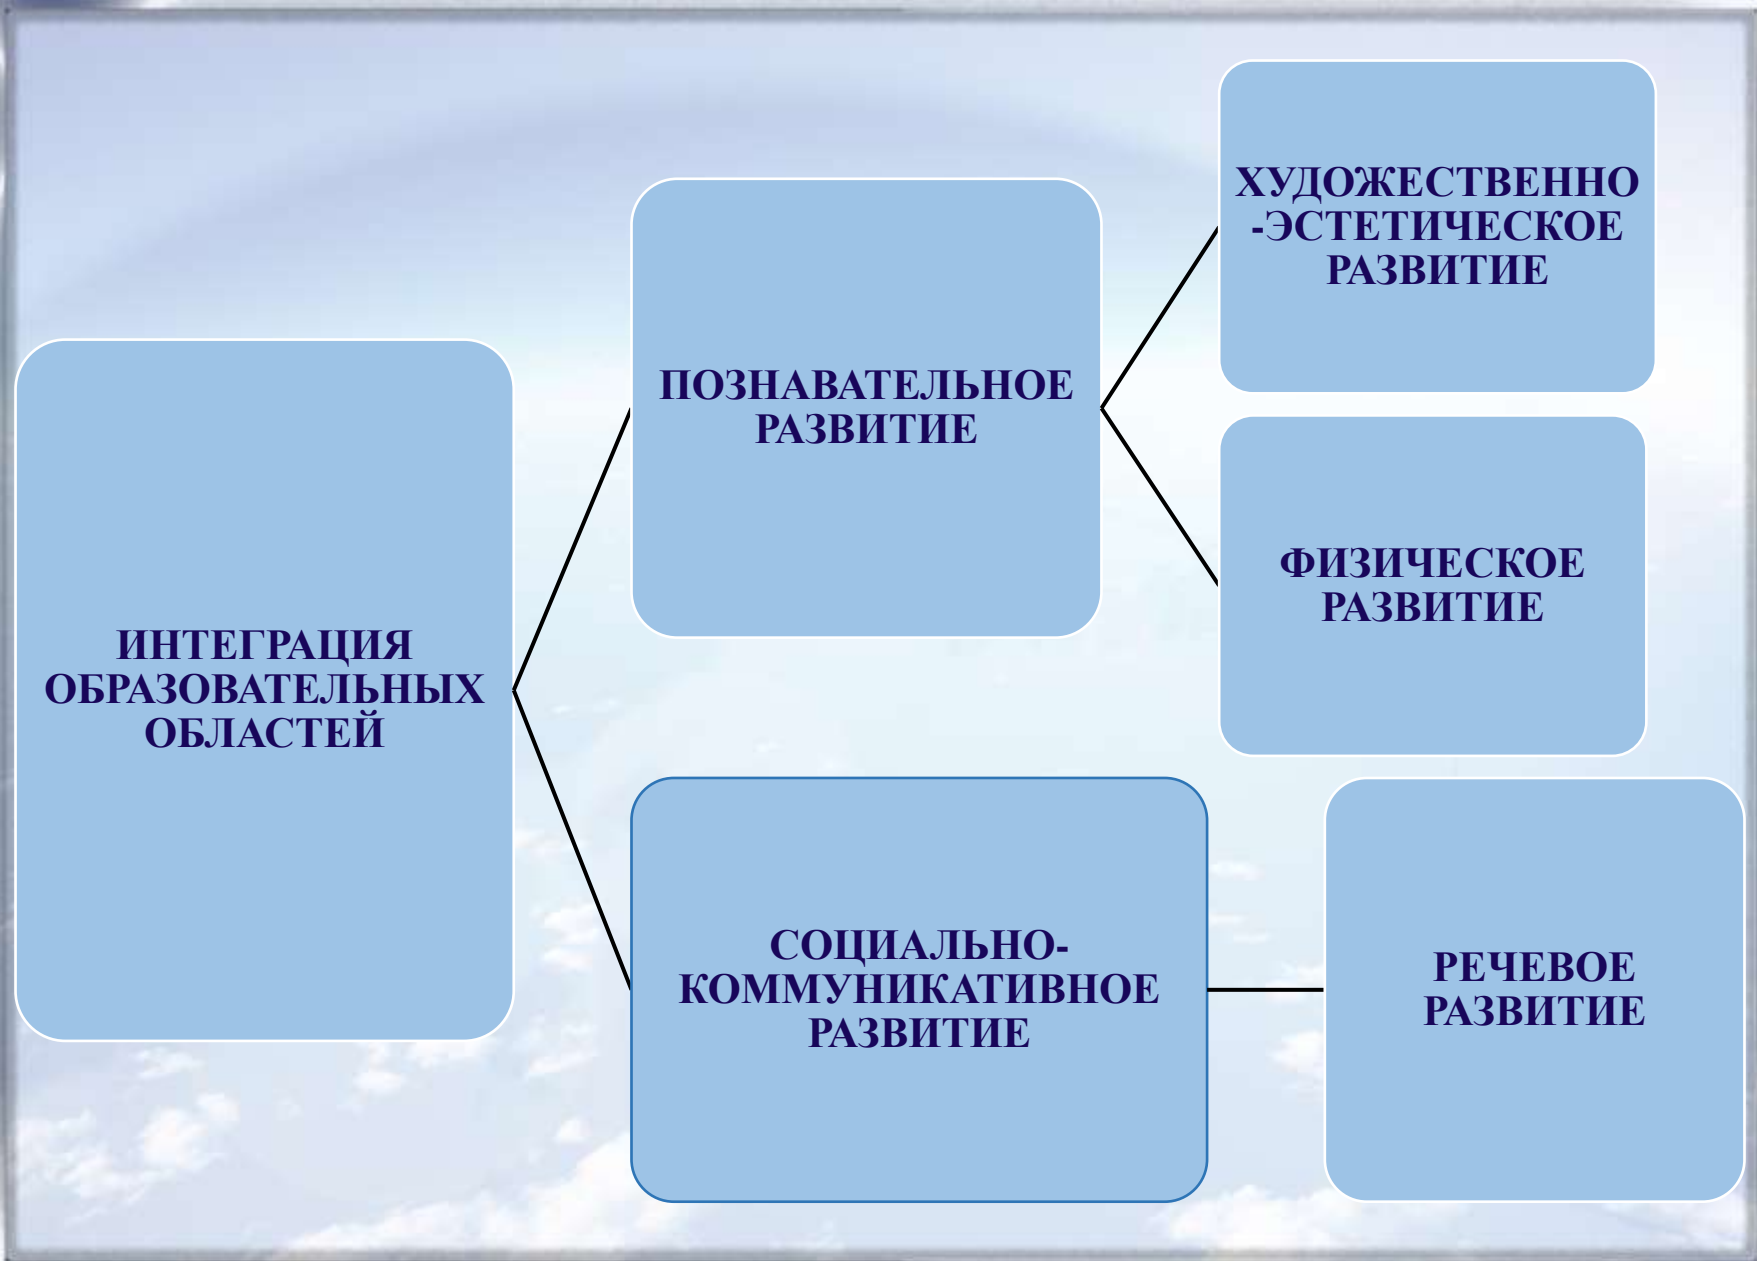 ИНТЕГРАЦИЯ
ОБРАЗОВАТЕЛЬНЫХ
ОБЛАСТЕЙ
ПОЗНАВАТЕЛЬНОЕ
РАЗВИТИЕ
ХУДОЖЕСТВЕННО
-ЭСТЕТИЧЕСКОЕ
РАЗВИТИЕ
ФИЗИЧЕСКОЕ
РАЗВИТИЕ
СОЦИАЛЬНО-
КОММУНИКАТИВНОЕ
РАЗВИТИЕ
РЕЧЕВОЕ
РАЗВИТИЕ